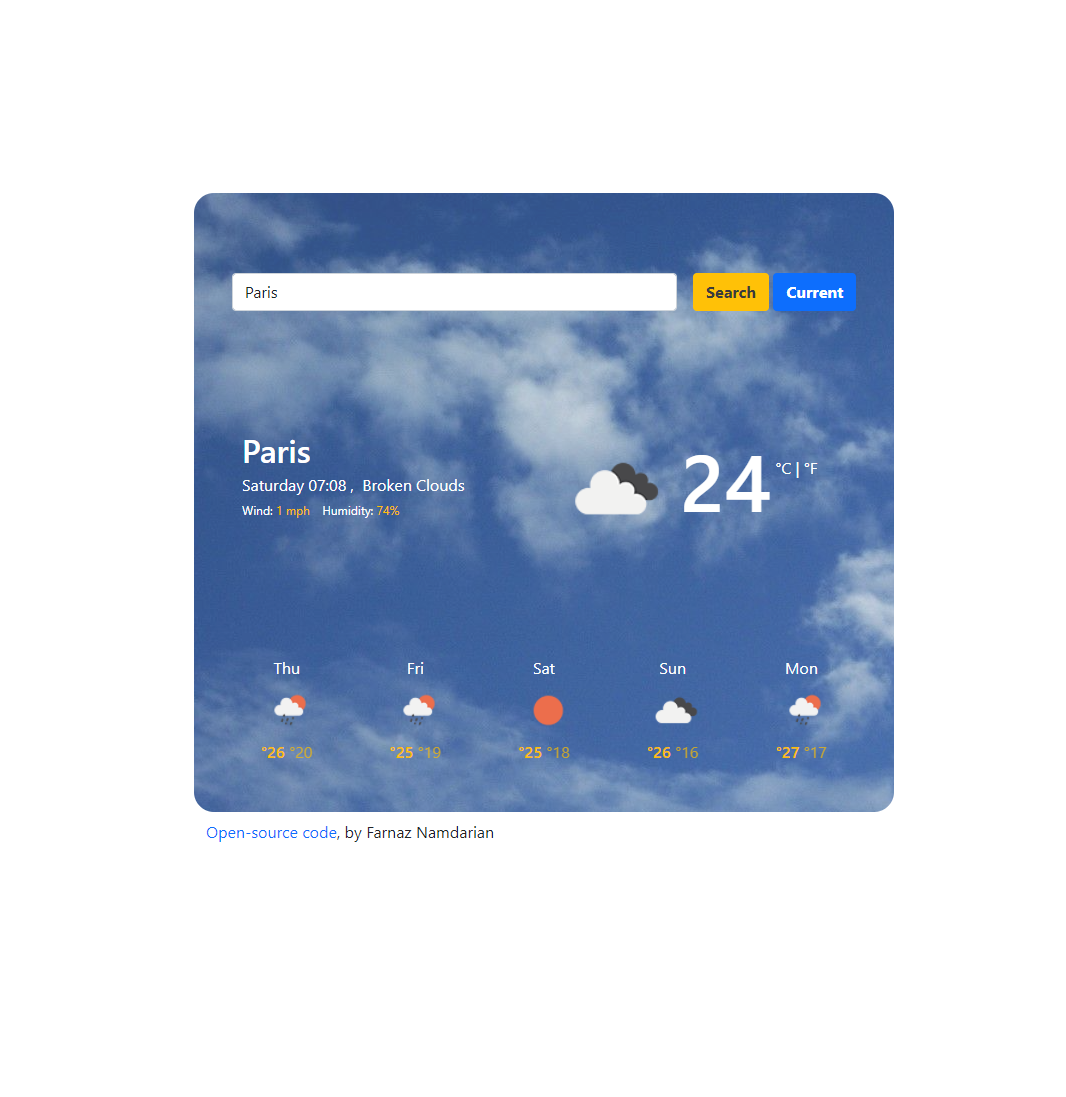 Paris Search Current
Paris
Saturday 07:08 , Broken Clouds
Wind: 1 mph Humidity: 74%
24 °C | °F
Thu Fri Sat Sun Mon
°26 °20 °25 °19 °25 °18 °26 °16 °27 °17
Open-source code, by Farnaz Namdarian